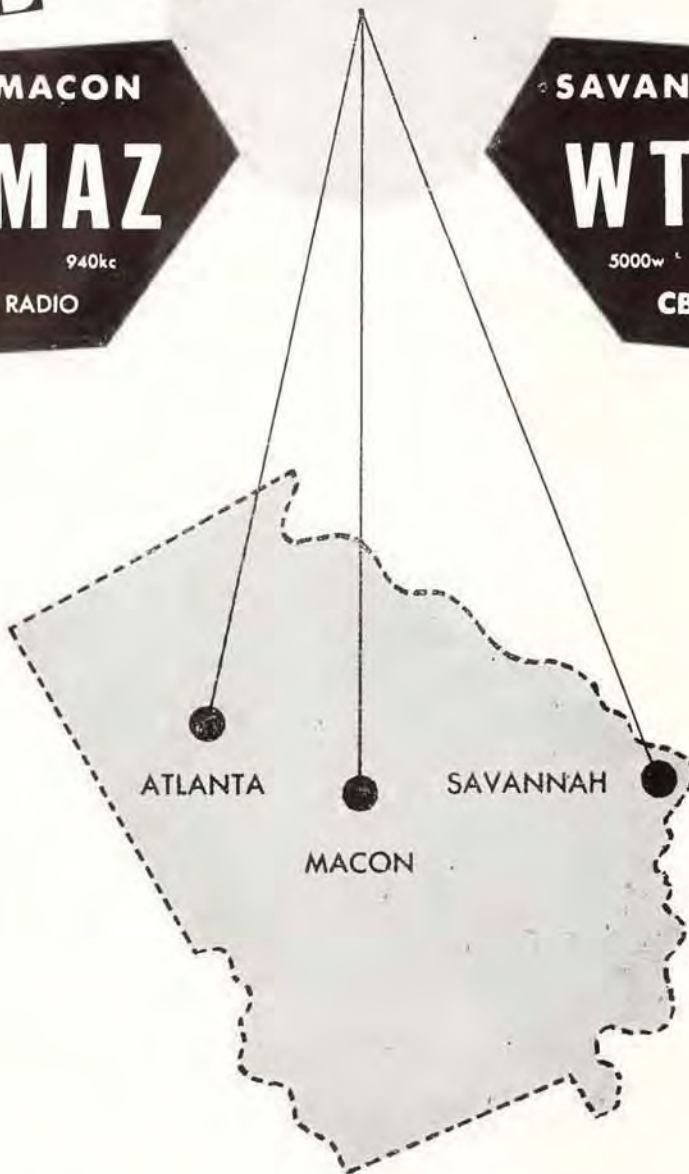 MACON
MAZ
940kc
RADIO
SAVAN
WT
5000w
CB
ATLANTA
MACON
SAVANNAH